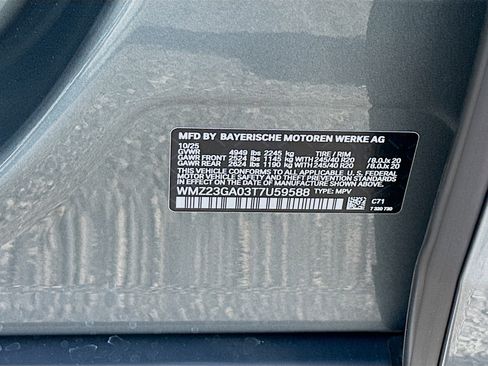 MFD BY BAYERISCHE MOTOREN WERKE AG
10/25
GVWR 4949 lbs 2245 kg TIRE / RIM
GAWR FRONT 2524 lbs 1145 kg WITH 245/40 R20 / 8.0Jx 20
GAWR REAR 2624 lbs 1190 kg WITH 245/40 R20 / 8.0Jx 20
THIS VEHICLE CONFORMS TO ALL APPLICABLE U.S. FEDERAL
MOTOR VEHICLE SAFETY AND THEFT PREVENTION STANDARDS
IN EFFECT ON THE DATE OF MANUFACTURE SHOWN ABOVE.
WMZ23GA03T7U59588 TYPE: MPV
C71